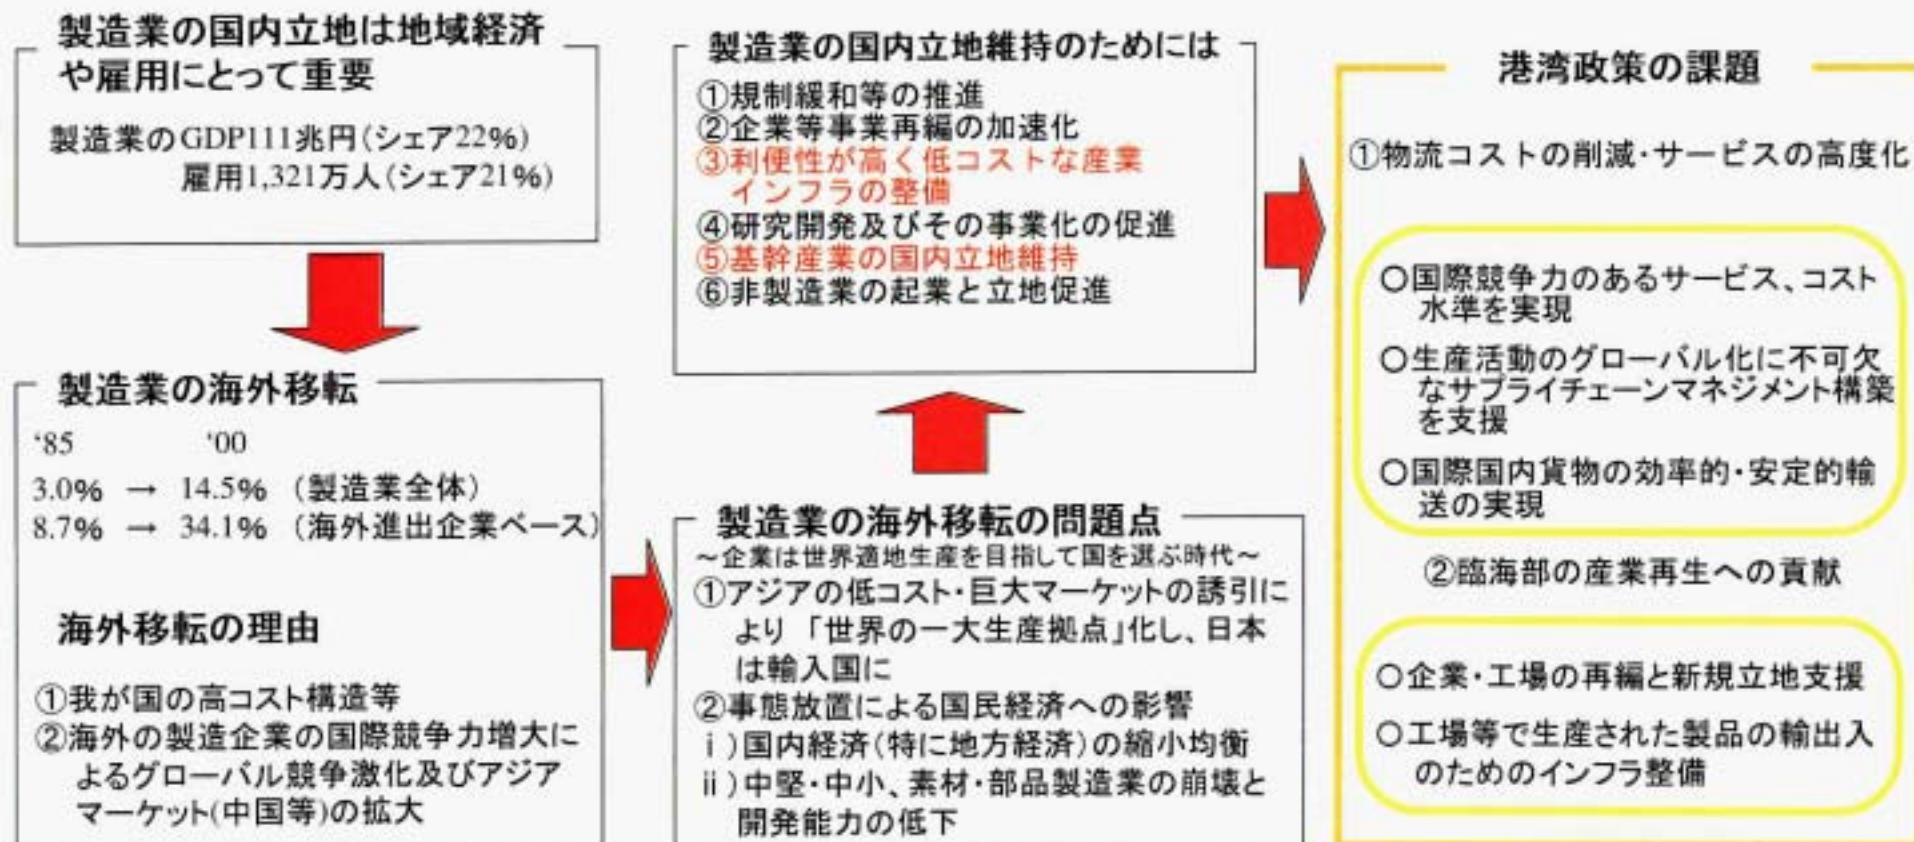 製造業の国内立地は地域経済
や雇用にとって重要
製造業のGDP111兆円(シェア22%)
雇用1,321万人(シェア21%)
製造業の海外移転
‘85 ‘00
3.0% → 14.5% (製造業全体)
8.7% → 34.1% (海外進出企業ベース)
海外移転の理由
①我が国の高コスト構造等
②海外の製造企業の国際競争力増大に
よるグローバル競争激化及びアジア
マーケット(中国等)の拡大
製造業の海外移転の問題点
~企業は世界適地生産を目指して国を選ぶ時代~
①アジアの低コスト・巨大マーケットの誘引に
より「世界の一大生産拠点」化し、日本
は輸入国に
②事態放置による国民経済への影響
ⅰ)国内経済(特に地方経済)の縮小均衡
ⅱ)中堅・中小、素材・部品製造業の崩壊と
開発能力の低下
製造業の国内立地維持のためには
①規制緩和等の推進
②企業等事業再編の加速化
③利便性が高く低コストな産業
インフラの整備
④研究開発及びその事業化の促進
⑤基幹産業の国内立地維持
⑥非製造業の起業と立地促進
港湾政策の課題
①物流コストの削減・サービスの高度化
○国際競争力のあるサービス、コスト
水準を実現
○生産活動のグローバル化に不可欠
なサプライチェーンマネジメント構築
を支援
○国際国内貨物の効率的・安定的輸
送の実現
②臨海部の産業再生への貢献
○企業・工場の再編と新規立地支援
○工場等で生産された製品の輸出入
のためのインフラ整備